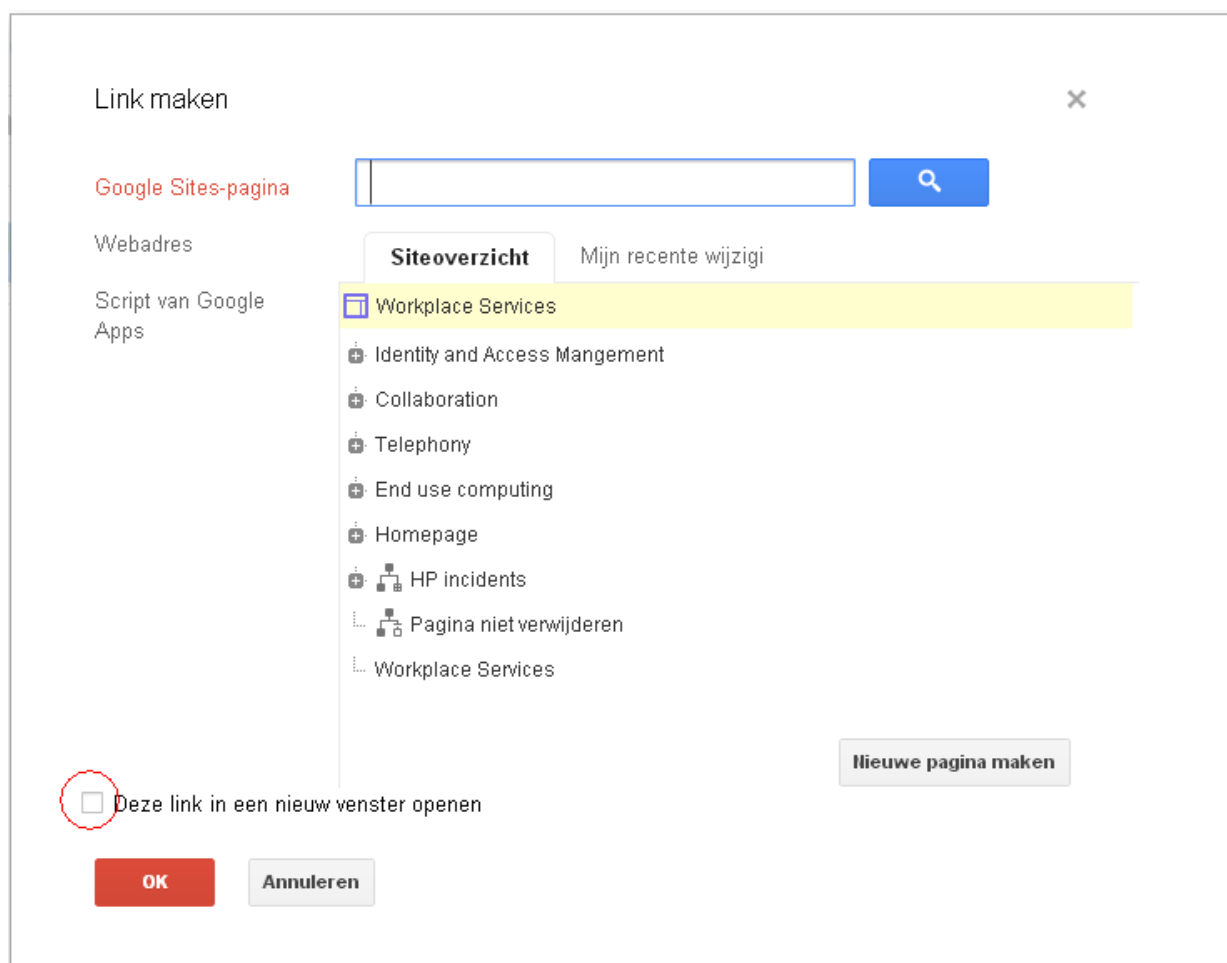 Link maken
Google Sites-pagina
Webadres
Script van Google
Apps
Siteoverzicht
Mijn recente wijzigi
Workplace Services
Identity and Access Mangement
Collaboration
Telephony
End use computing
Homepage
HP incidents
Pagina niet verwijderen
Workplace Services
Nieuwe pagina maken
Deze link in een nieuw venster openen
OK
Annuleren